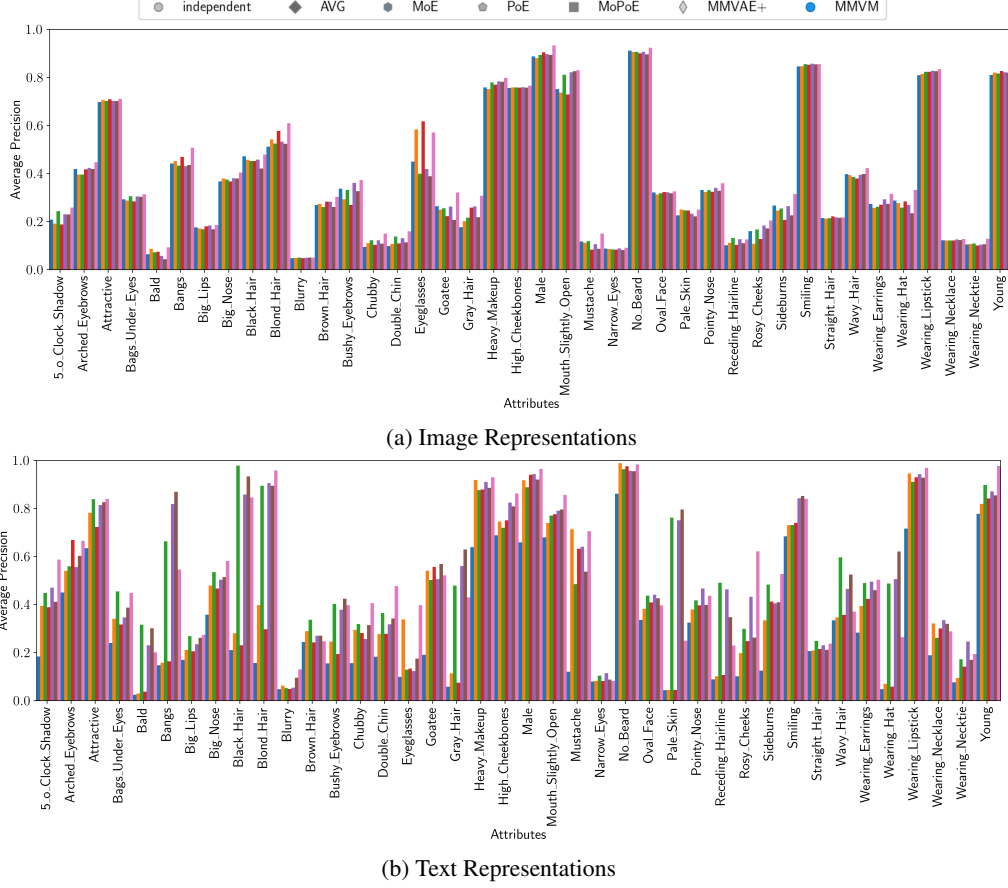 independent AVG MoE PoE MoPoE MMVAE+ MMVM
1.0
0.8
0.6
0.4
0.2
0.0
Average Precision
5_o_Clock_Shadow
Arched_Eyebrows
Attractive
Bags_Under_Eyes
Bald
Bangs
Big_Lips
Big_Nose
Black_Hair
Blond_Hair
Blurry
Brown_Hair
Bushy_Eyebrows
Chubby
Double_Chin
Eyeglasses
Goatee
Gray_Hair
Heavy_Makeup
High_Cheekbones
Male
Mouth_Slightly_Open
Mustache
Narrow_Eyes
No_Beard
Oval_Face
Pale_Skin
Pointy_Nose
Receding_Hairline
Rosy_Cheeks
Sideburns
Smiling
Straight_Hair
Wavy_Hair
Wearing_Earrings
Wearing_Hat
Wearing_Lipstick
Wearing_Necklace
Wearing_Necktie
Young
Attributes
(a) Image Representations
1.0
0.8
0.6
0.4
0.2
0.0
Average Precision
5_o_Clock_Shadow
Arched_Eyebrows
Attractive
Bags_Under_Eyes
Bald
Bangs
Big_Lips
Big_Nose
Black_Hair
Blond_Hair
Blurry
Brown_Hair
Bushy_Eyebrows
Chubby
Double_Chin
Eyeglasses
Goatee
Gray_Hair
Heavy_Makeup
High_Cheekbones
Male
Mouth_Slightly_Open
Mustache
Narrow_Eyes
No_Beard
Oval_Face
Pale_Skin
Pointy_Nose
Receding_Hairline
Rosy_Cheeks
Sideburns
Smiling
Straight_Hair
Wavy_Hair
Wearing_Earrings
Wearing_Hat
Wearing_Lipstick
Wearing_Necklace
Wearing_Necktie
Young
Attributes
(b) Text Representations